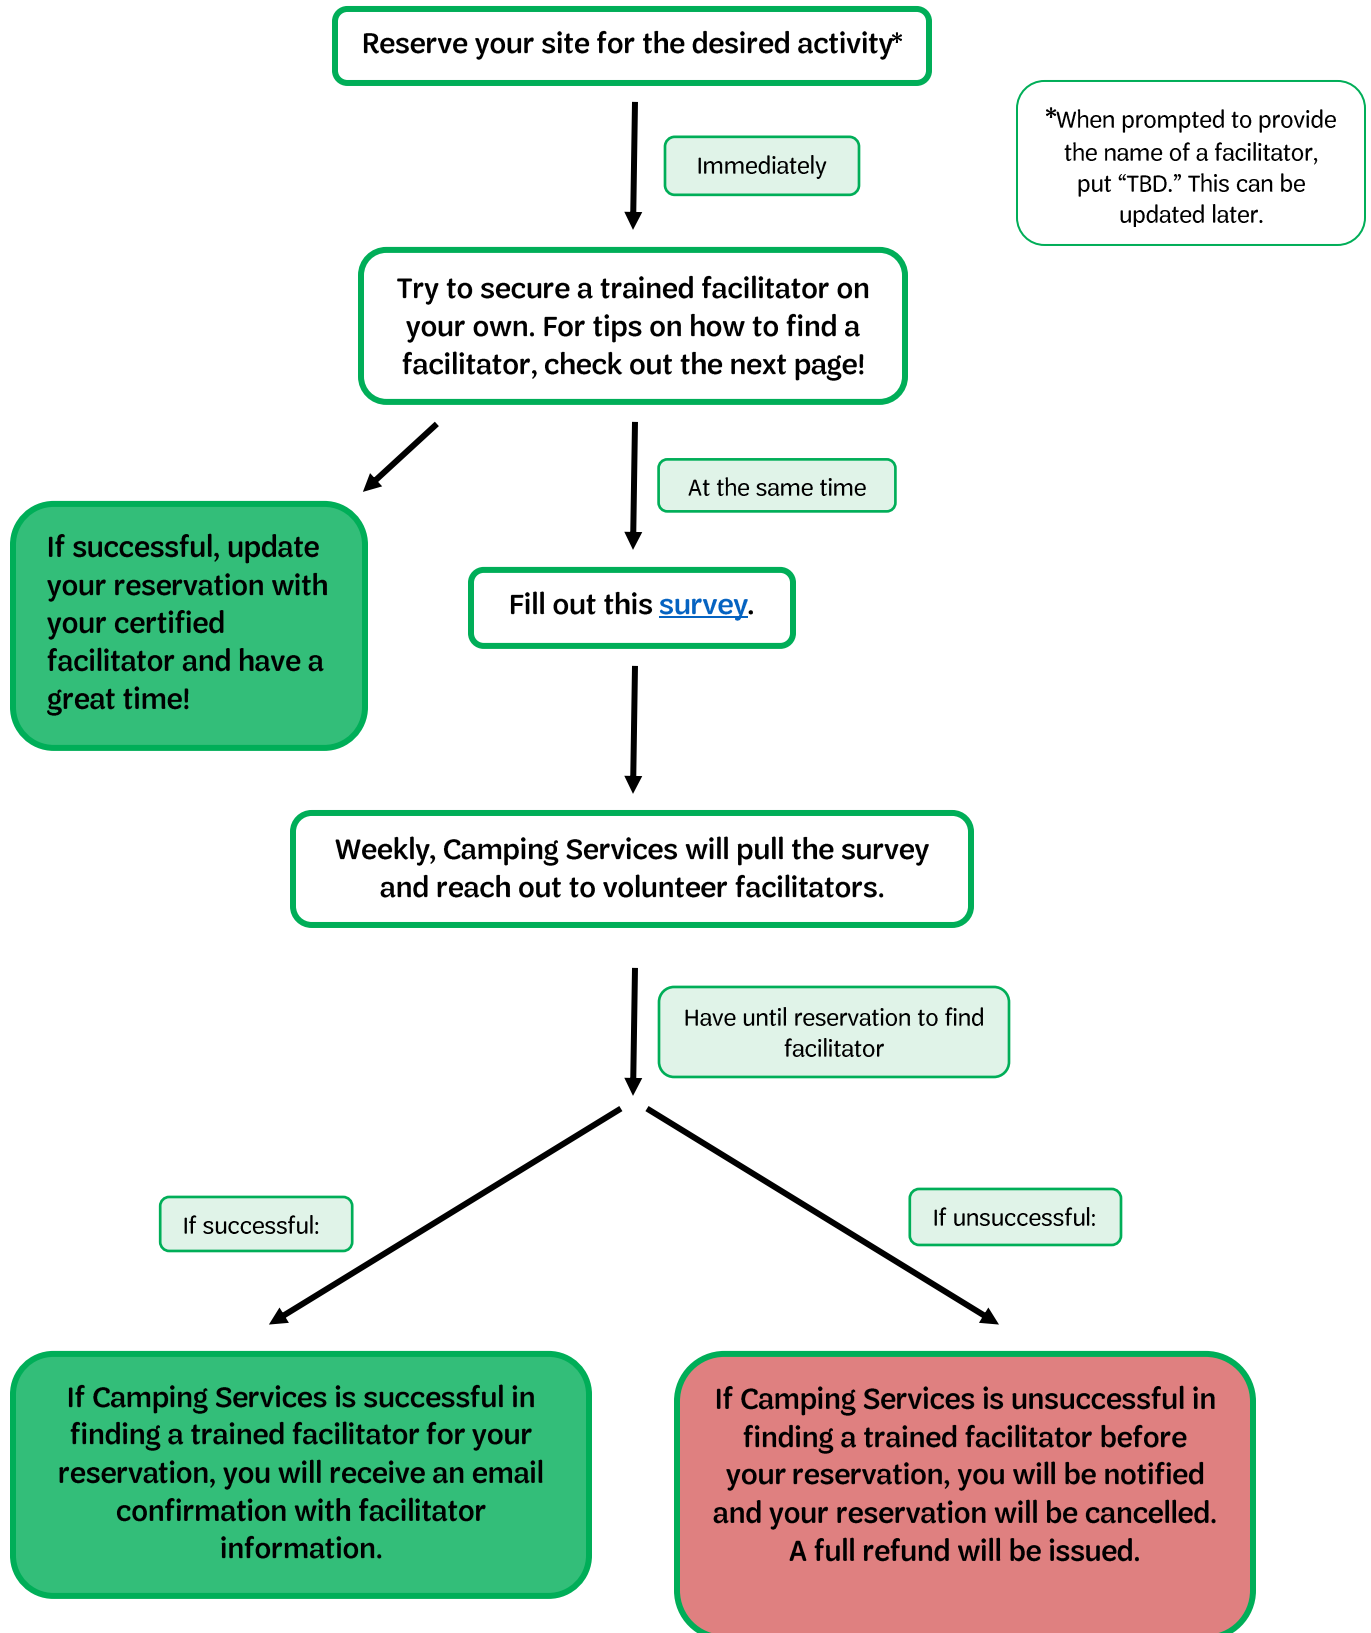 Reserve your site for the desired activity*
*When prompted to provide
the name of a facilitator,
put “TBD.” This can be
updated later.
Immediately
Try to secure a trained facilitator on
your own. For tips on how to find a
facilitator, check out the next page!
At the same time
If successful, update
your reservation with
your certified
facilitator and have a
great time!
Fill out this survey.
Weekly, Camping Services will pull the survey
and reach out to volunteer facilitators.
Have until reservation to find
facilitator
If successful:
If unsuccessful:
If Camping Services is successful in
finding a trained facilitator for your
reservation, you will receive an email
confirmation with facilitator
information.
If Camping Services is unsuccessful in
finding a trained facilitator before
your reservation, you will be notified
and your reservation will be cancelled.
A full refund will be issued.